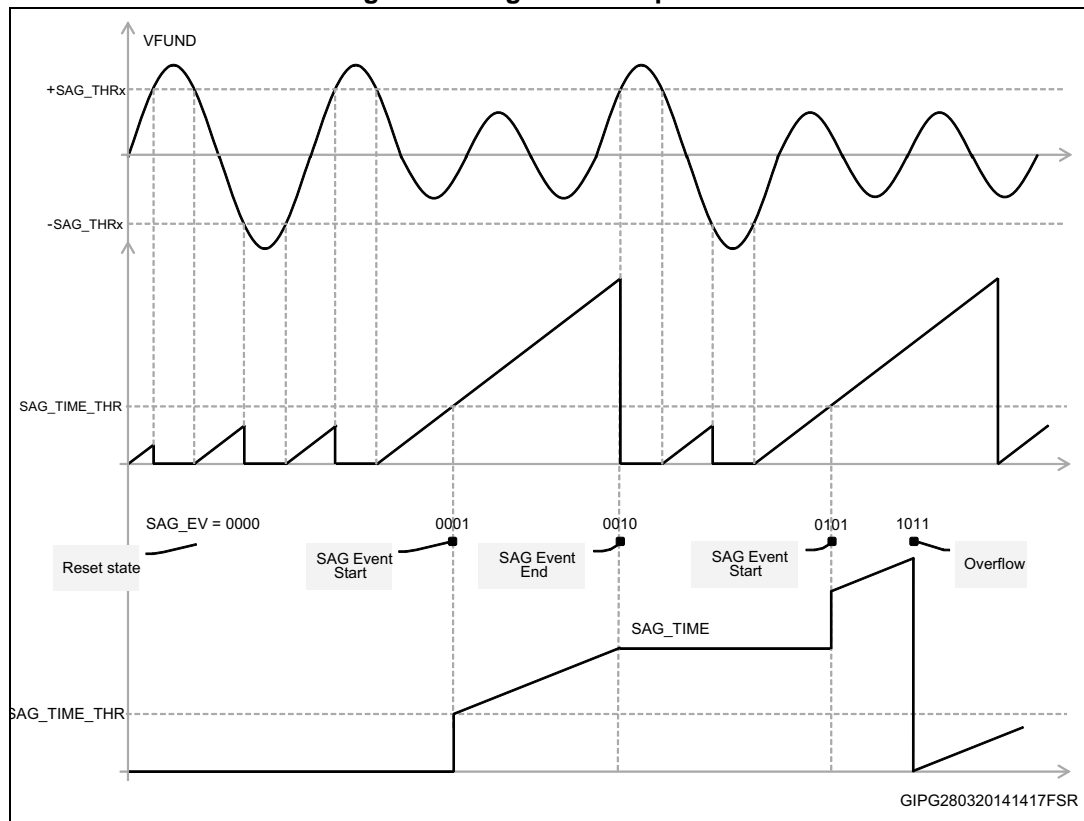 VFUND
+SAG_THRx
-SAG_THRx
SAG_TIME_THR
SAG_EV = 0000
0001
0010
0101
1011
Reset state
SAG Event
Start
SAG Event
End
SAG Event
Start
Overflow
SAG_TIME
SAG_TIME_THR
GIPG280320141417FSR